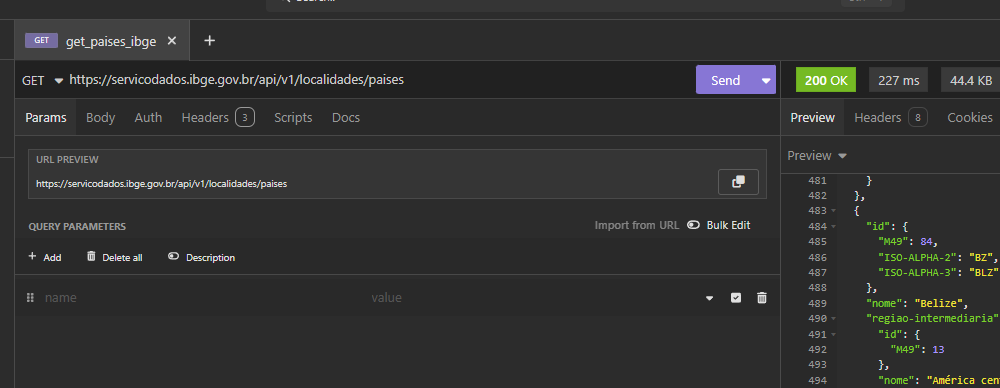 GET get_paises_ibge
GET https://servicodados.ibge.gov.br/api/v1/localidades/paises
Send
200 OK 227 ms 44.4 KB
Params Body Auth Headers 3 Scripts Docs
URL PREVIEW
https://servicodados.ibge.gov.br/api/v1/localidades/paises
QUERY PARAMETERS
Import from URL Bulk Edit
Add Delete all Description
name value
Preview Headers 8 Cookies
Preview
481 }
482 },
483 {
484 "id": {
485 "M49": 84,
486 "ISO-ALPHA-2": "BZ",
487 "ISO-ALPHA-3": "BLZ"
488 },
489 "nome": "Belize",
490 "regiao-intermediaria"
491 "id": {
492 "M49": 13
493 },
494 "nome": "América cen